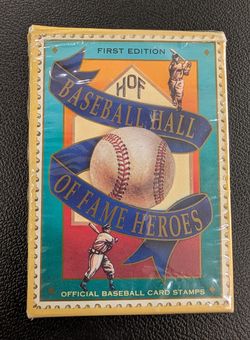 FIRST EDITION
HOF
BASEBALL HALL
OF FAME HEROES
OFFICIAL BASEBALL CARD STAMPS